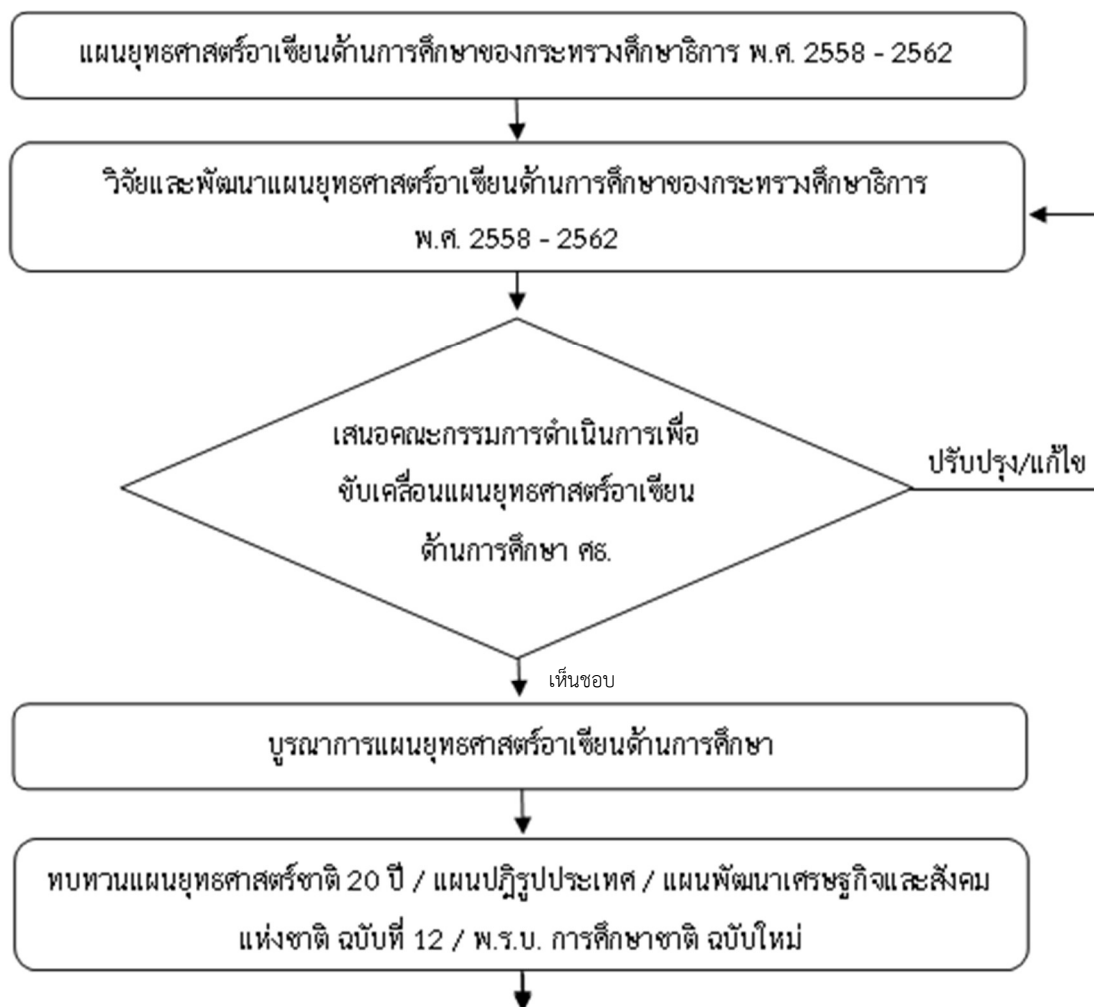 แผนยุทธศาสตร์อาเซียนด้านการศึกษาของกระทรวงศึกษาธิการ พ.ศ. 2558 - 2562
วิจัยและพัฒนาแผนยุทธศาสตร์อาเซียนด้านการศึกษาของกระทรวงศึกษาธิการ
พ.ศ. 2558 - 2562
เสนอคณะกรรมการดำเนินการเพื่อ
ขับเคลื่อนแผนยุทธศาสตร์อาเซียน
ด้านการศึกษา ศธ.
ปรับปรุง/แก้ไข
เห็นชอบ
บูรณาการแผนยุทธศาสตร์อาเซียนด้านการศึกษา
ทบทวนแผนยุทธศาสตร์ชาติ 20 ปี / แผนปฎิรูปประเทศ / แผนพัฒนาเศรษฐกิจและสังคม
แห่งชาติ ฉบับที่ 12 / พ.ร.บ. การศึกษาชาติ ฉบับใหม่